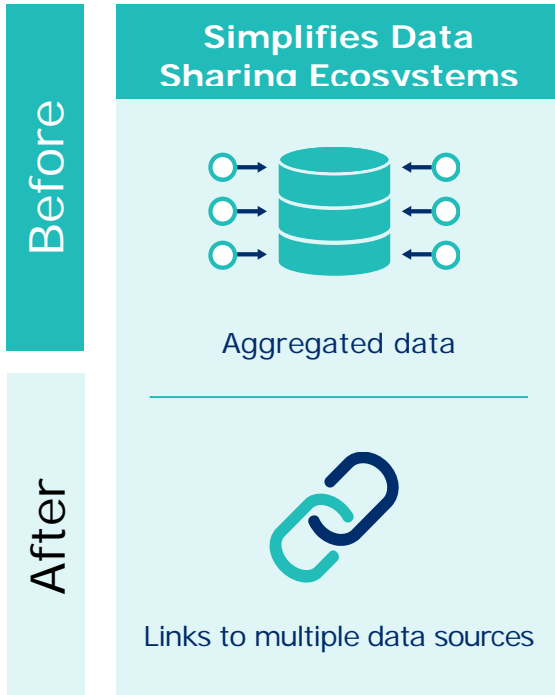 Simplifies Data
Sharing Ecosystems
Before
Aggregated data
After
Links to multiple data sources